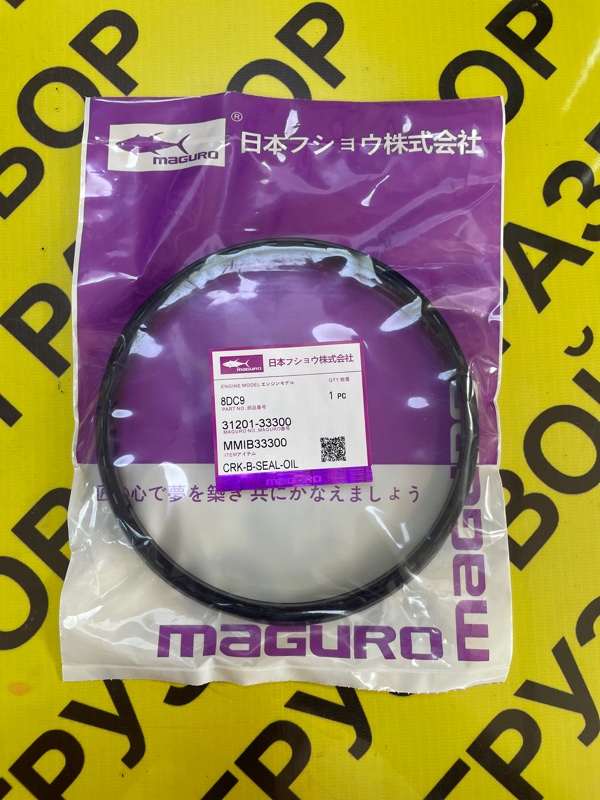 MAGURO
®
日本フショウ株式会社
MAGURO
日本フショウ株式会社
ENGINE MODEL エンジンモデル
QTY 数量
8DC9
1 PC
PART NO. 部品番号
31201-33300
MAGURO NO. MAGURO番号
MMIB33300
ITEM アイテム
CRK-B-SEAL-OIL
MAGURO
心で夢を築き 共にかなえましょう
MAGURO
MAGURO